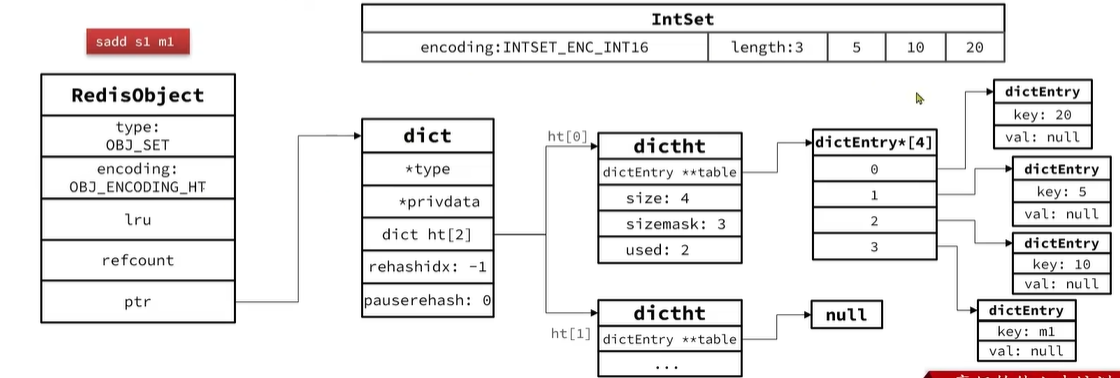 sadd s1 m1
IntSet
encoding:INTSET_ENC_INT16
length:3
5
10
20
RedisObject
type:
OBJ_SET
encoding:
OBJ_ENCODING_HT
lru
refcount
ptr
dict
*type
*privdata
dict ht[2]
rehashidx: -1
pauserehash: 0
ht[0]
dictht
dictEntry **table
size: 4
sizemask: 3
used: 2
ht[1]
dictht
dictEntry **table
...
dictEntry*[4]
0
1
2
3
null
dictEntry
key: 20
val: null
dictEntry
key: 5
val: null
dictEntry
key: 10
val: null
dictEntry
key: m1
val: null